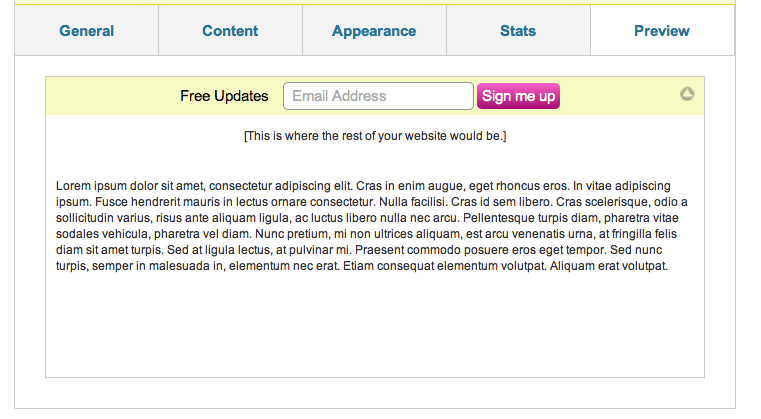 General Content Appearance Stats Preview
Free Updates Email Address Sign me up
[This is where the rest of your website would be.]
Lorem ipsum dolor sit amet, consectetur adipiscing elit. Cras in enim augue, eget rhoncus eros. In vitae adipiscing
ipsum. Fusce hendrerit mauris in lectus ornare consectetur. Nulla facilisi. Cras id sem libero. Cras scelerisque, odio a
sollicitudin varius, risus ante aliquam ligula, ac luctus libero nulla nec arcu. Pellentesque turpis diam, pharetra vitae
sodales vehicula, pharetra vel diam. Nunc pretium, mi non ultrices aliquam, est arcu venenatis urna, at fringilla felis
diam sit amet turpis. Sed at ligula lectus, at pulvinar mi. Praesent commodo posuere eros eget tempor. Sed nunc
turpis, semper in malesuada in, elementum nec erat. Etiam consequat elementum volutpat. Aliquam erat volutpat.